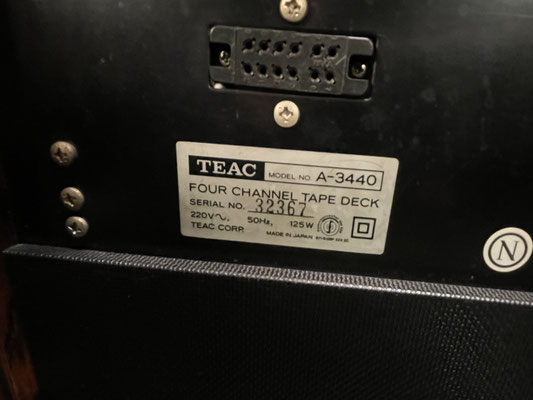 TEAC MODEL NO. A-3440
FOUR CHANNEL TAPE DECK
SERIAL NO. 32367
220V～, 50Hz, 125W
TEAC CORP. MADE IN JAPAN
N